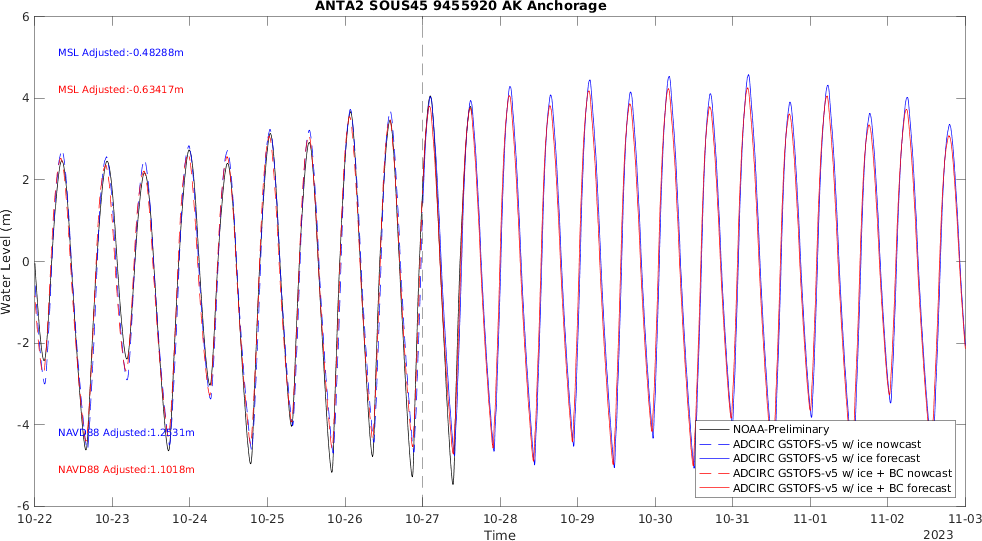 ANTA2 SOUS45 9455920 AK Anchorage
6
4
2
0
-2
-4
-6
Water Level (m)
MSL Adjusted:-0.48288m
MSL Adjusted:-0.63417m
NAVD88 Adjusted:1.2531m
NAVD88 Adjusted:1.1018m
NOAA-Preliminary
ADCIRC GSTOFS-v5 w/ ice nowcast
ADCIRC GSTOFS-v5 w/ ice forecast
ADCIRC GSTOFS-v5 w/ ice + BC nowcast
ADCIRC GSTOFS-v5 w/ ice + BC forecast
10-22 10-23 10-24 10-25 10-26 10-27 10-28 10-29 10-30 10-31 11-01 11-02 11-03
Time
2023